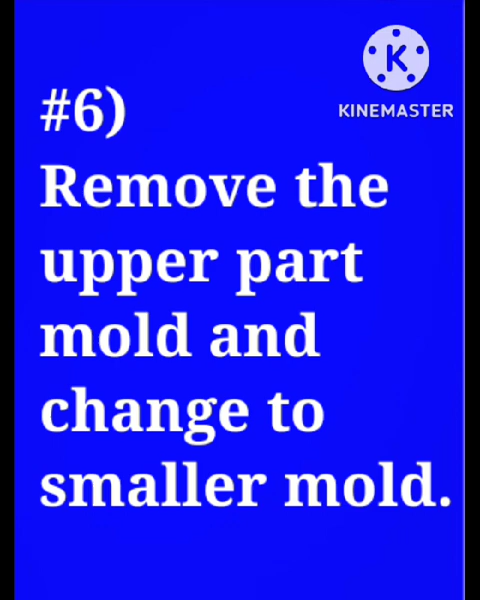 K
KINEMASTER
#6)
Remove the
upper part
mold and
change to
smaller mold.